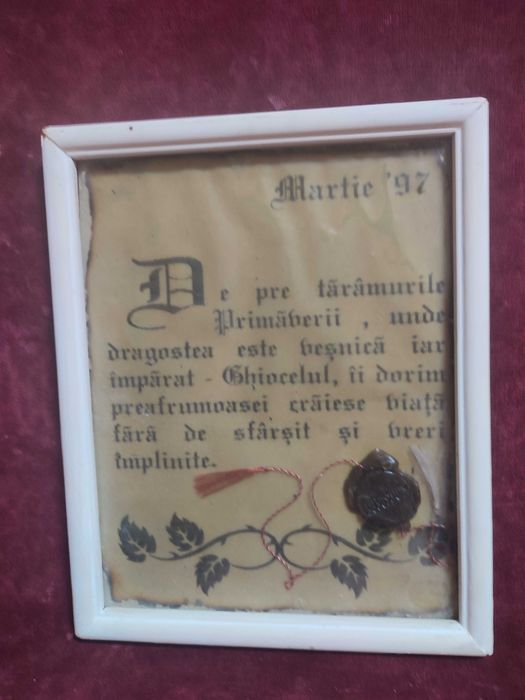 Martie '97
De pre tărâmurile
Primăverii , unde
dragostea este veşnică iar
împărat - Ghiocelul, îi dorim
preafrumoasei crăiese viaţă
fără de sfârşit şi vreri
împlinite.